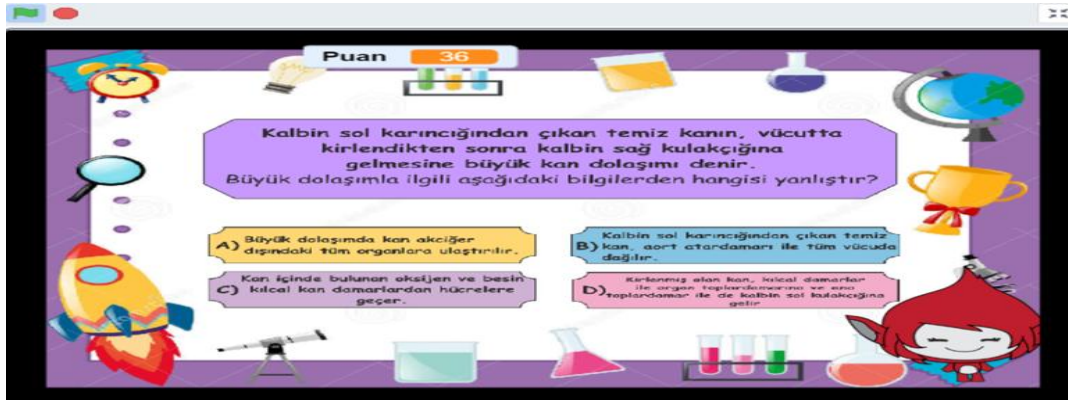 Puan 36
Kalbin sol karıncığından çıkan temiz kanın, vücutta
kirlendikten sonra kalbin sağ kulakçığına
gelmesine büyük kan dolaşımı denir.
Büyük dolaşımla ilgili aşağıdaki bilgilerden hangisi yanlıştır?
A) Büyük dolaşımda kan akciğer
dışındaki tüm organlara ulaştırılır.
Kalbin sol karıncığından çıkan temiz
B) kan, aort atardamarı ile tüm vücuda
dağılır.
Kan içinde bulunan oksijen ve besin
C) kılcal kan damarlardan hücrelere
geçer.
Kirlenmiş olan kan, kılcal damarlar
D) ile organ toplardamarına ve ana
toplardamar ile de kalbin sol kulakçığına
gelir